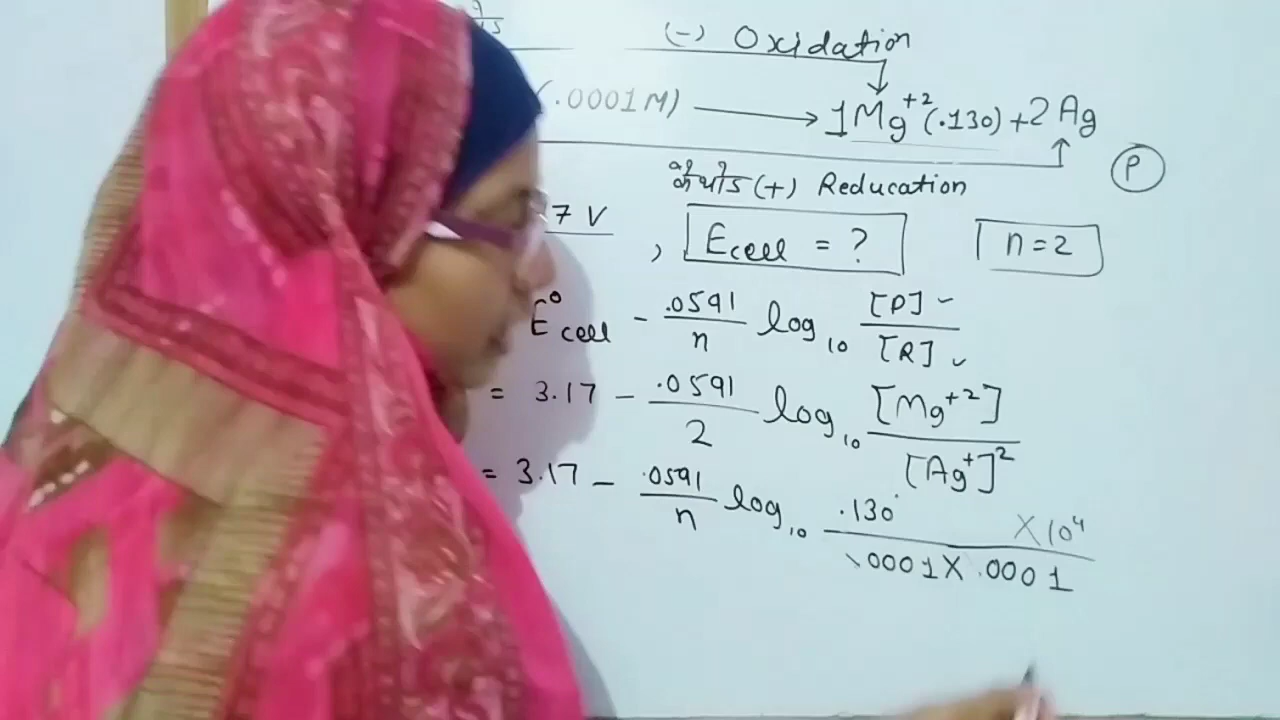 (-) Oxidation
(.0001M) ⟶ 1Mg⁺²(.130) + 2Ag
(+) Reducation
P
7 V , Ecell = ? n = 2
E⁰cell - .0591/n log₁₀ [P]/[R]
= 3.17 - .0591/2 log₁₀ [Mg⁺²]/[Ag⁺]²
= 3.17 - .0591/n log₁₀ .130 × 10⁴/.0001 × .0001